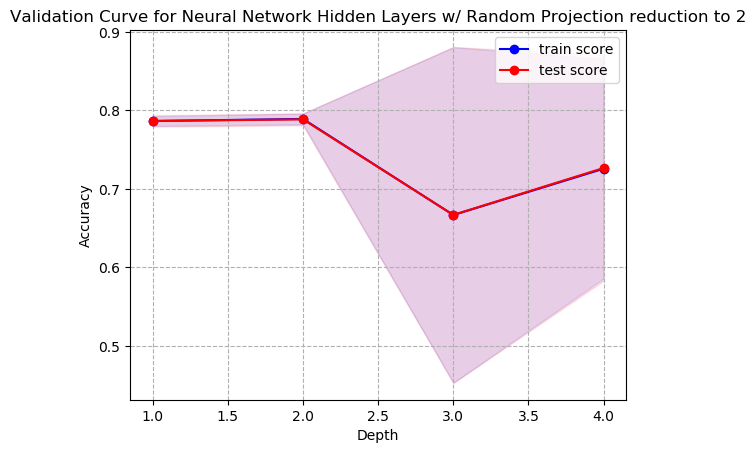 Validation Curve for Neural Network Hidden Layers w/ Random Projection reduction to 2
0.9
0.8
0.7
0.6
0.5
Accuracy
train score
test score
1.0 1.5 2.0 2.5 3.0 3.5 4.0
Depth